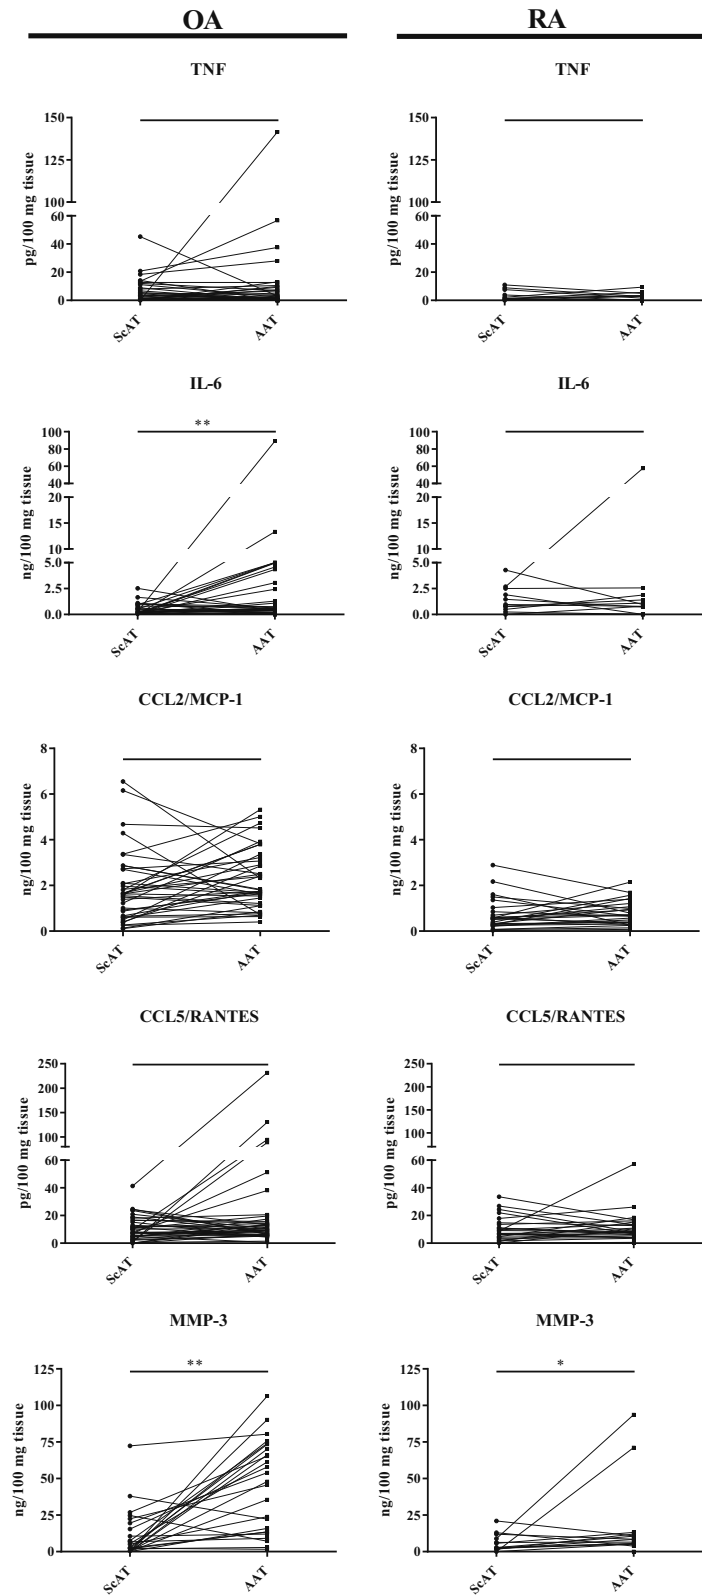 OA
RA
TNF
TNF
pg/100 mg tissue
150
125
100
60
40
20
0
ScAT
AAT
pg/100 mg tissue
150
125
100
60
40
20
0
ScAT
AAT
IL-6
IL-6
ng/100 mg tissue
100
80
60
40
20
15
10
5.0
2.5
0.0
**
ScAT
AAT
ng/100 mg tissue
100
80
60
40
20
15
10
5.0
2.5
0.0
ScAT
AAT
CCL2/MCP-1
CCL2/MCP-1
ng/100 mg tissue
8
6
4
2
0
ScAT
AAT
ng/100 mg tissue
8
6
4
2
0
ScAT
AAT
CCL5/RANTES
CCL5/RANTES
pg/100 mg tissue
250
200
150
100
60
40
20
0
ScAT
AAT
pg/100 mg tissue
250
200
150
100
60
40
20
0
ScAT
AAT
MMP-3
MMP-3
ng/100 mg tissue
125
100
75
50
25
0
**
ScAT
AAT
ng/100 mg tissue
125
100
75
50
25
0
*
ScAT
AAT